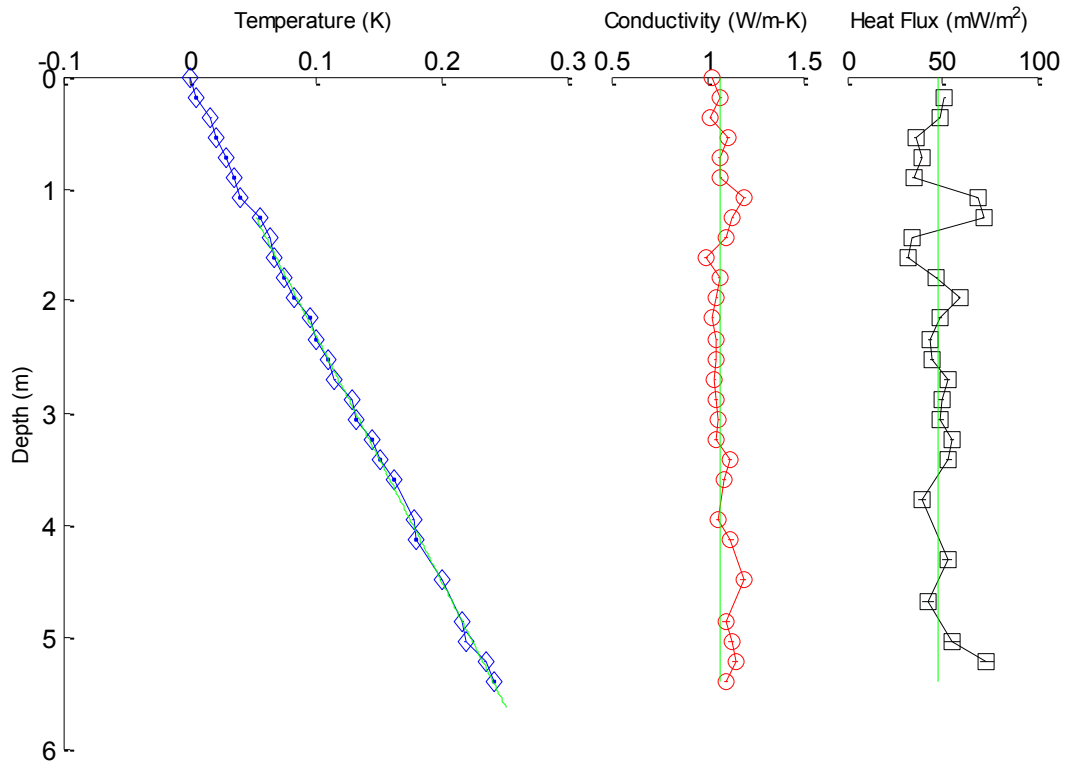 Temperature (K) Conductivity (W/m-K) Heat Flux (mW/m²)
-0.1 0 0.1 0.2 0.3 0.5 1 1.5 0 50 100
0
1
2
3
4
5
6
Depth (m)